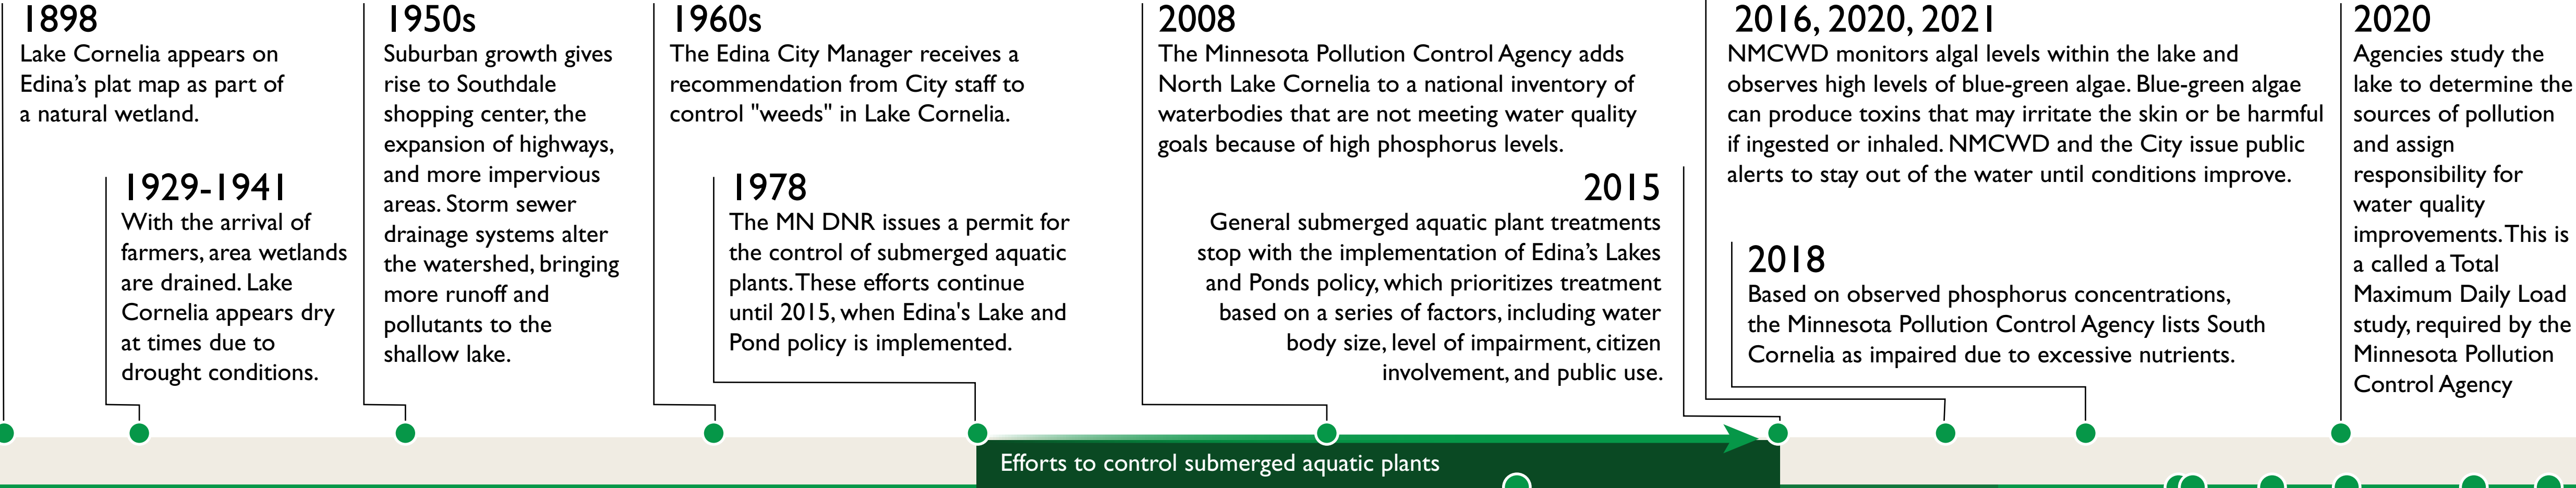 1898
Lake Cornelia appears on
Edina's plat map as part of
a natural wetland.
1929-1941
With the arrival of
farmers, area wetlands
are drained. Lake
Cornelia appears dry
at times due to
drought conditions.
1950s
Suburban growth gives
rise to Southdale
shopping center, the
expansion of highways,
and more impervious
areas. Storm sewer
drainage systems alter
the watershed, bringing
more runoff and
pollutants to the
shallow lake.
1960s
The Edina City Manager receives a
recommendation from City staff to
control "weeds" in Lake Cornelia.
1978
The MN DNR issues a permit for
the control of submerged aquatic
plants. These efforts continue
until 2015, when Edina's Lake and
Pond policy is implemented.
2008
The Minnesota Pollution Control Agency adds
North Lake Cornelia to a national inventory of
waterbodies that are not meeting water quality
goals because of high phosphorus levels.
2015
General submerged aquatic plant treatments
stop with the implementation of Edina's Lakes
and Ponds policy, which prioritizes treatment
based on a series of factors, including water
body size, level of impairment, citizen
involvement, and public use.
2016, 2020, 2021
NMCWD monitors algal levels within the lake and
observes high levels of blue-green algae. Blue-green algae
can produce toxins that may irritate the skin or be harmful
if ingested or inhaled. NMCWD and the City issue public
alerts to stay out of the water until conditions improve.
2018
Based on observed phosphorus concentrations,
the Minnesota Pollution Control Agency lists South
Cornelia as impaired due to excessive nutrients.
2020
Agencies study the
lake to determine the
sources of pollution
and assign
responsibility for
water quality
improvements. This is
a called a Total
Maximum Daily Load
study, required by the
Minnesota Pollution
Control Agency
Efforts to control submerged aquatic plants